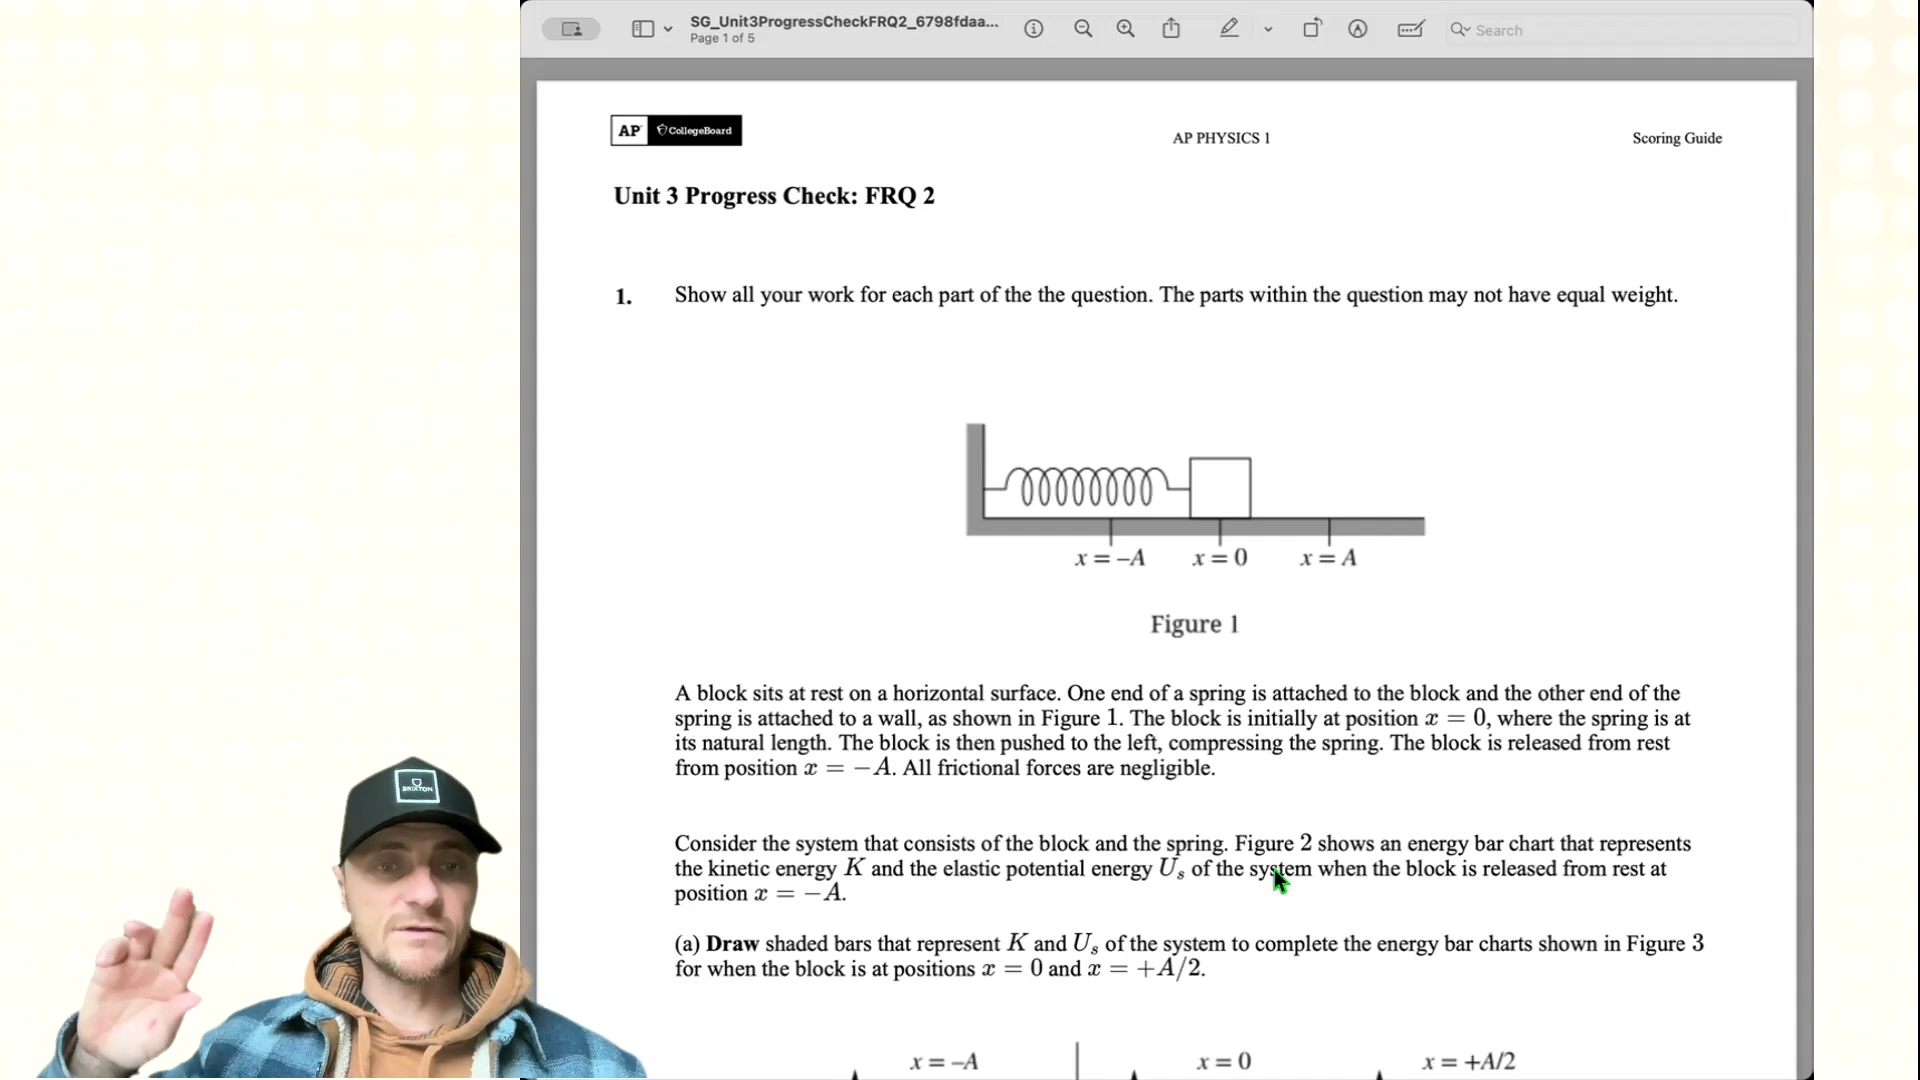 SG_Unit3ProgressCheckFRQ2_6798fdaa...
Page 1 of 5
Search
AP CollegeBoard
AP PHYSICS 1
Scoring Guide
Unit 3 Progress Check: FRQ 2
1. Show all your work for each part of the the question. The parts within the question may not have equal weight.
x = –A x = 0 x = A
Figure 1
A block sits at rest on a horizontal surface. One end of a spring is attached to the block and the other end of the
spring is attached to a wall, as shown in Figure 1. The block is initially at position x = 0, where the spring is at
its natural length. The block is then pushed to the left, compressing the spring. The block is released from rest
from position x = −A. All frictional forces are negligible.
Consider the system that consists of the block and the spring. Figure 2 shows an energy bar chart that represents
the kinetic energy K and the elastic potential energy Us of the system when the block is released from rest at
position x = −A.
(a) Draw shaded bars that represent K and Us of the system to complete the energy bar charts shown in Figure 3
for when the block is at positions x = 0 and x = +A/2.
x = –A x = 0 x = +A/2
BRIXTON